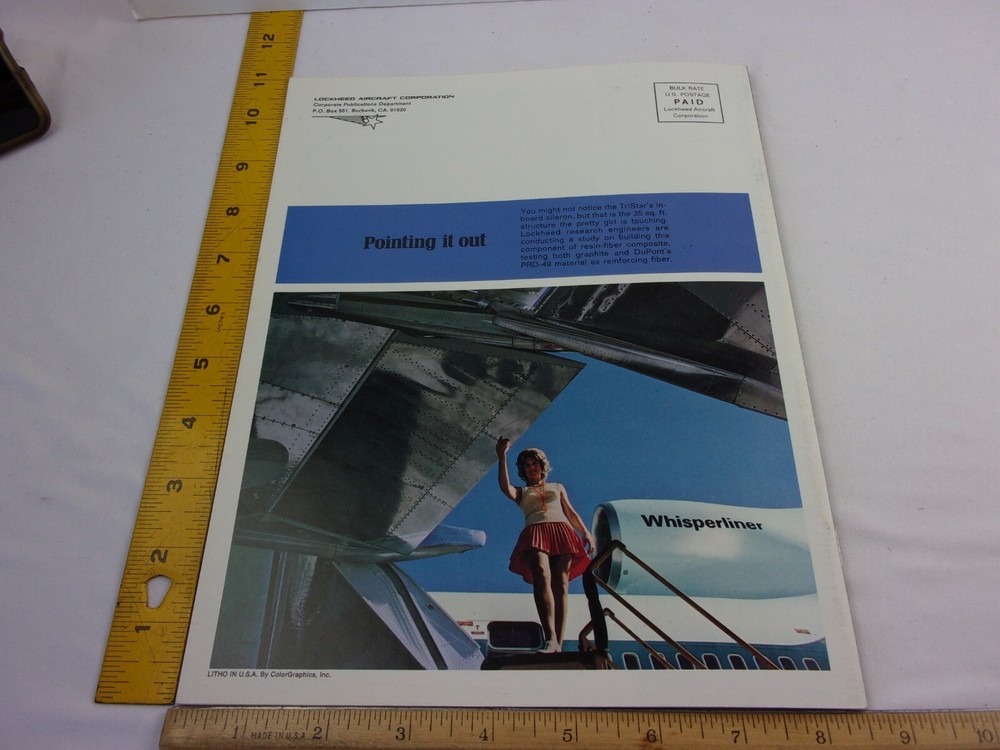 LOCKHEED AIRCRAFT CORPORATION
Corporate Publications Department
P.O. Box 551, Burbank, CA. 91520
BULK RATE
U.S. POSTAGE
PAID
Lockheed Aircraft
Corporation
Pointing it out
You might not notice the TriStar's in-
board aileron, but that is the 35 sq. ft.
structure the pretty girl is touching.
Lockheed research engineers are
conducting a study on building this
component of resin-fiber composite,
testing both graphite and DuPont's
PRD-49 material as reinforcing fiber.
Whisperliner
LITHO IN U.S.A. By ColorGraphics, Inc.
12
11
10
9
8
7
6
5
4
3
2
1
1 MADE IN U.S.A. 2 3 4 5 6 7 8 9 10